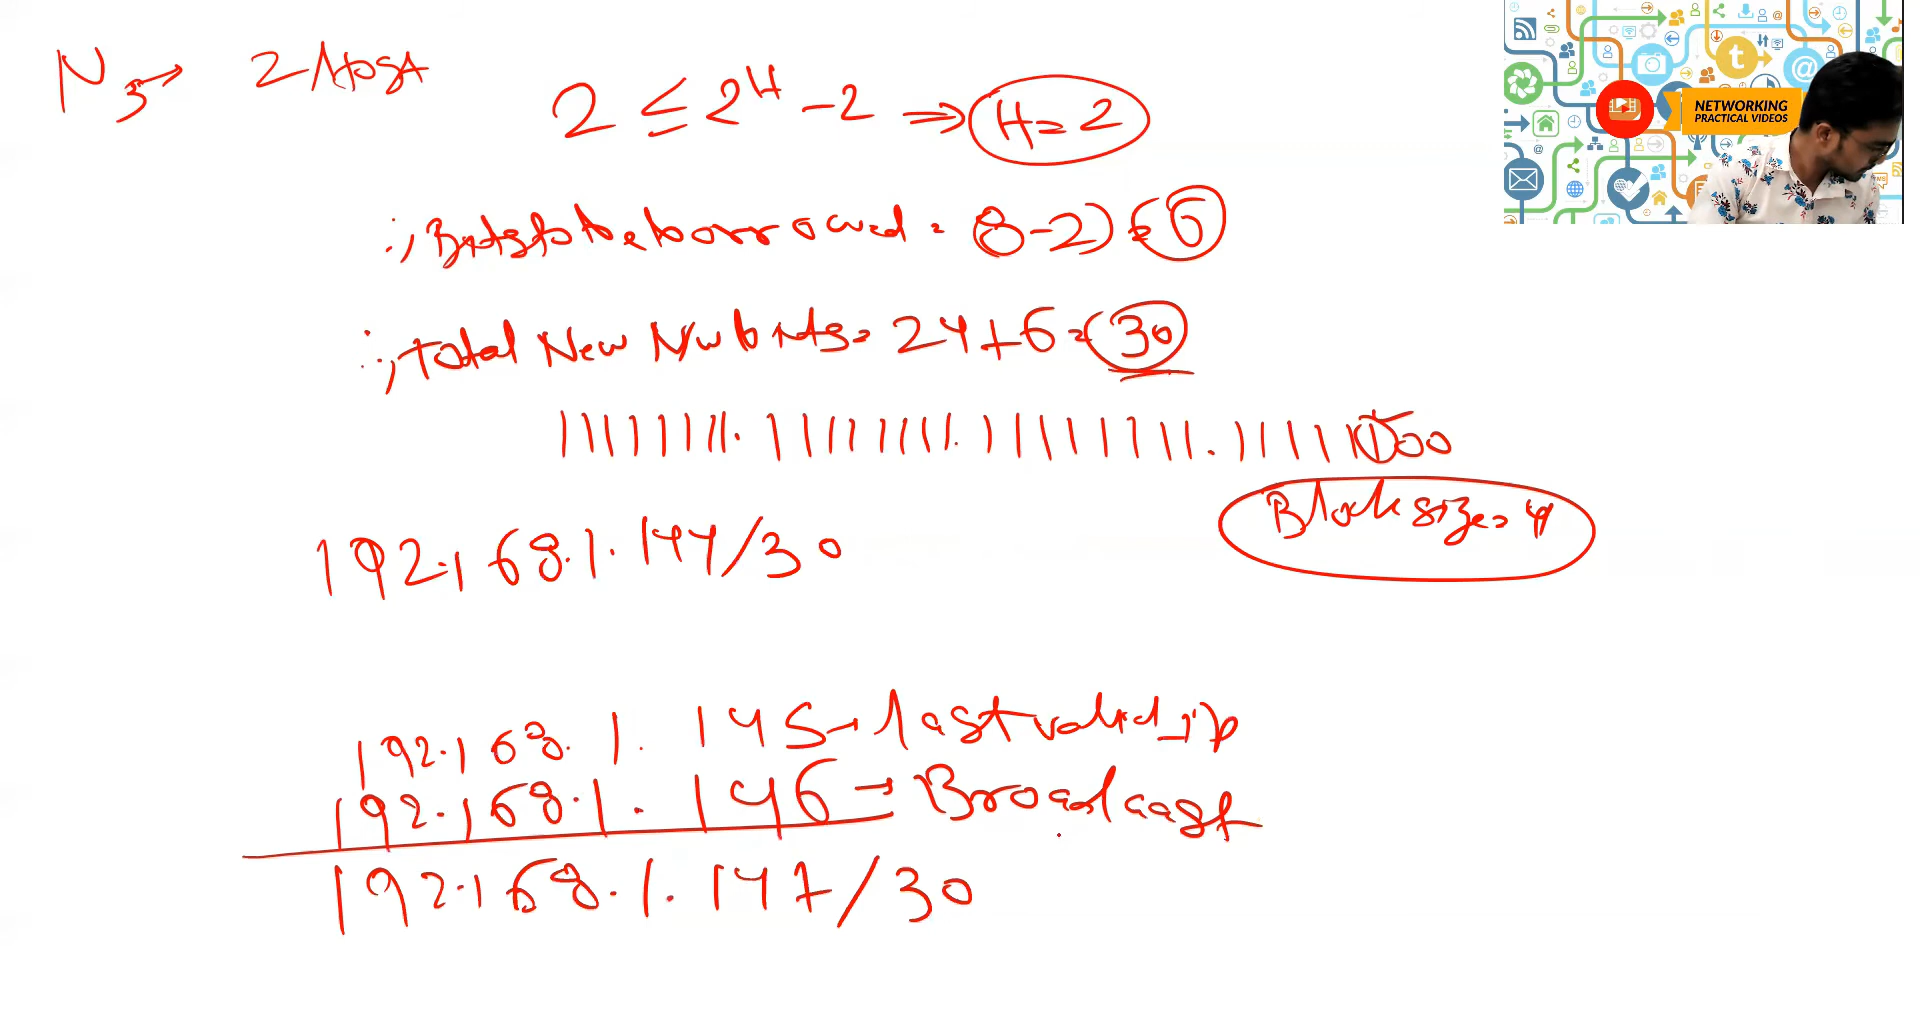 N3→ 2 Host
2 ≤ 2^H - 2 ⇒ H = 2
∴ Bits to be borrowed = 8-2) = 6
∴ Total New Nw bits = 24+6 = 30
11111111.11111111.11111111.11111100
Block size = 4
192.168.1.144/30
192.168.1.145→ last valid ip
192.168.1.146→ Broadcast
192.168.1.147/30
NETWORKING
PRACTICAL VIDEOS